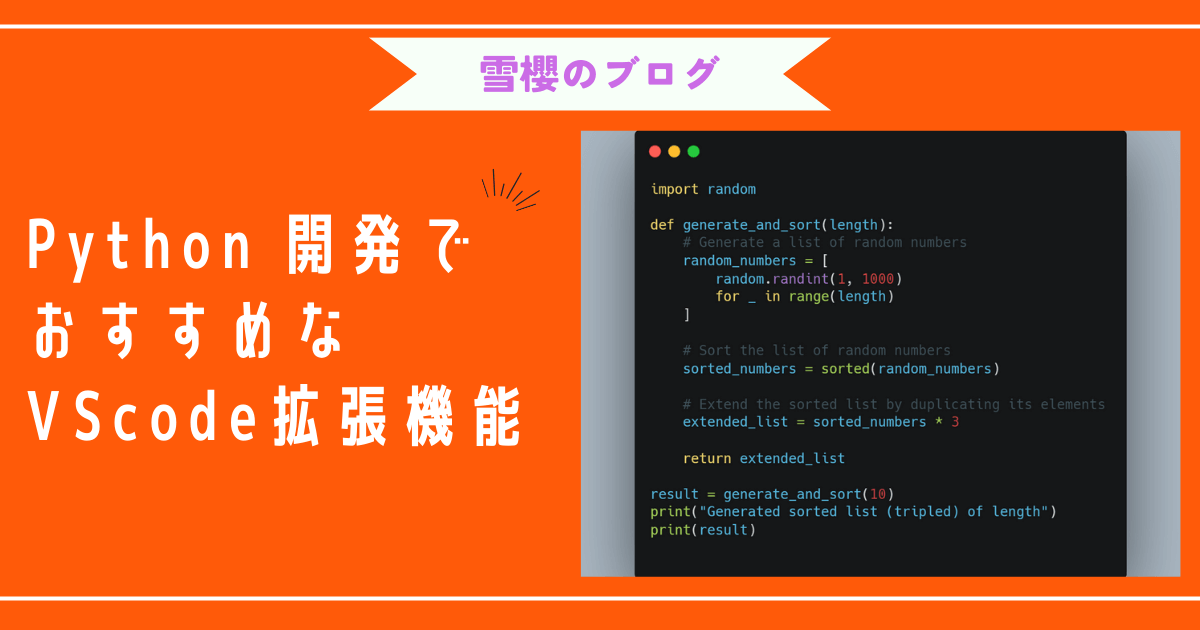 雪櫻のブログ
Python 開発で
おすすめな
VScode拡張機能
import random
def generate_and_sort(length):
    # Generate a list of random numbers
    random_numbers = [
        random.randint(1, 1000)
        for _ in range(length)
    ]
    # Sort the list of random numbers
    sorted_numbers = sorted(random_numbers)
    # Extend the sorted list by duplicating its elements
    extended_list = sorted_numbers * 3
    return extended_list
result = generate_and_sort(10)
print("Generated sorted list (tripled) of length")
print(result)